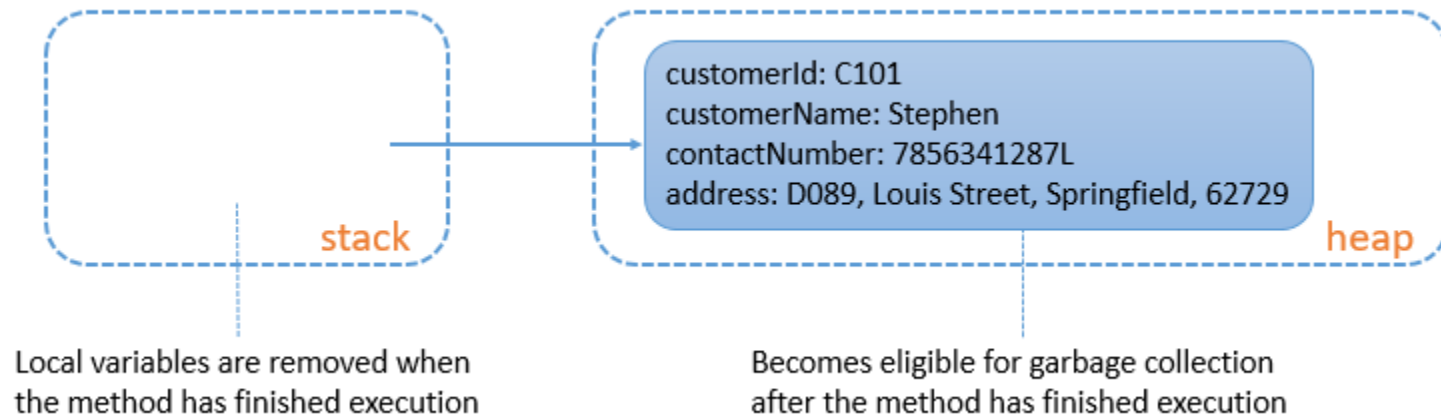 customerId: C101
customerName: Stephen
contactNumber: 7856341287L
address: D089, Louis Street, Springfield, 62729
stack
heap
Local variables are removed when
the method has finished execution
Becomes eligible for garbage collection
after the method has finished execution